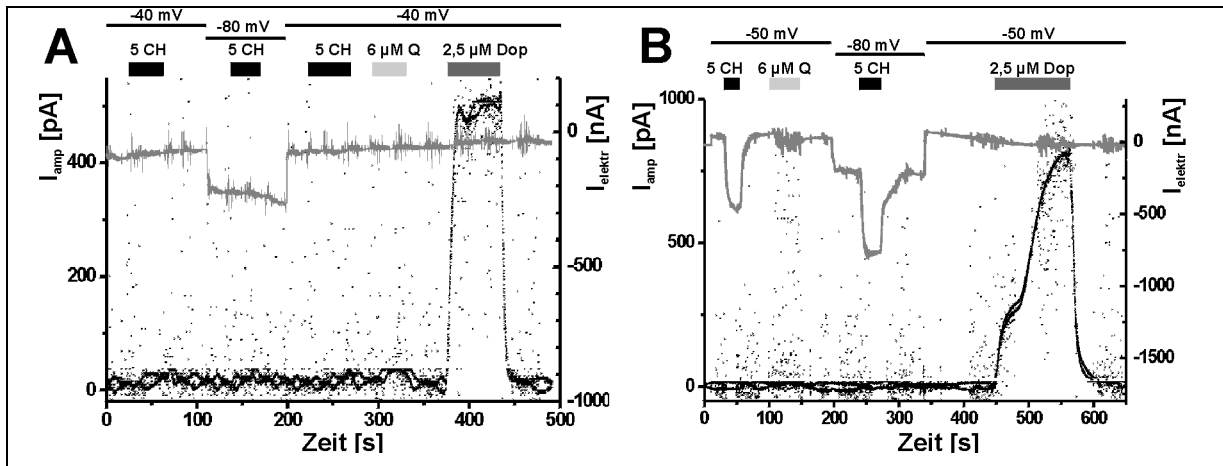 A
-40 mV
-80 mV
-40 mV
5 CH
5 CH
5 CH
6 µM Q
2,5 µM Dop
I_amp [pA]
400
200
0
I_elektr [nA]
0
-500
-1000
0 100 200 300 400 500
Zeit [s]
B
-50 mV
-80 mV
-50 mV
5 CH
6 µM Q
5 CH
2,5 µM Dop
I_amp [pA]
1000
750
500
250
0
I_elektr [nA]
0
-500
-1000
-1500
0 100 200 300 400 500 600
Zeit [s]